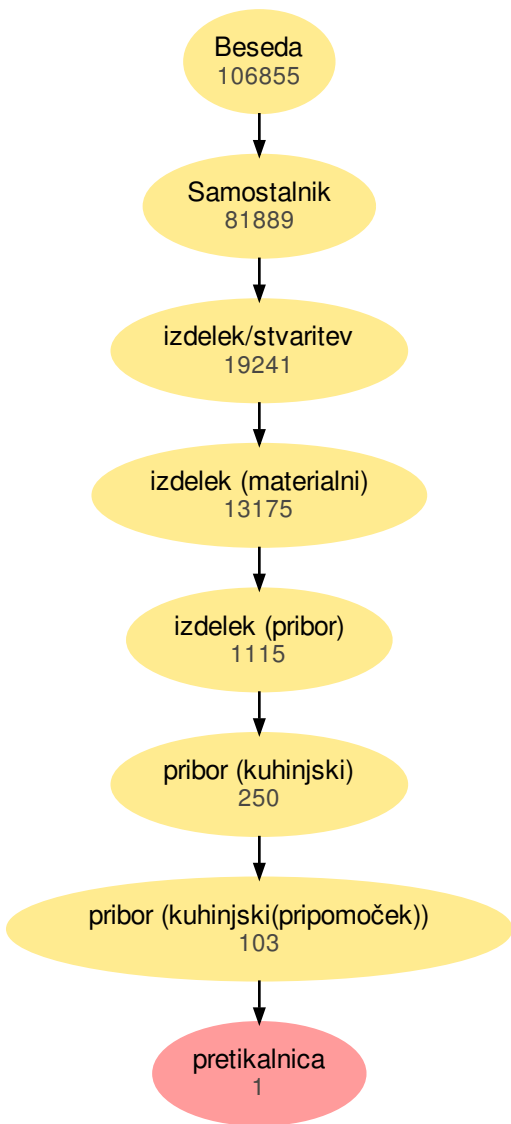 Beseda
106855
Samostalnik
81889
izdelek/stvaritev
19241
izdelek (materialni)
13175
izdelek (pribor)
1115
pribor (kuhinjski)
250
pribor (kuhinjski(pripomoček))
103
pretikalnica
1